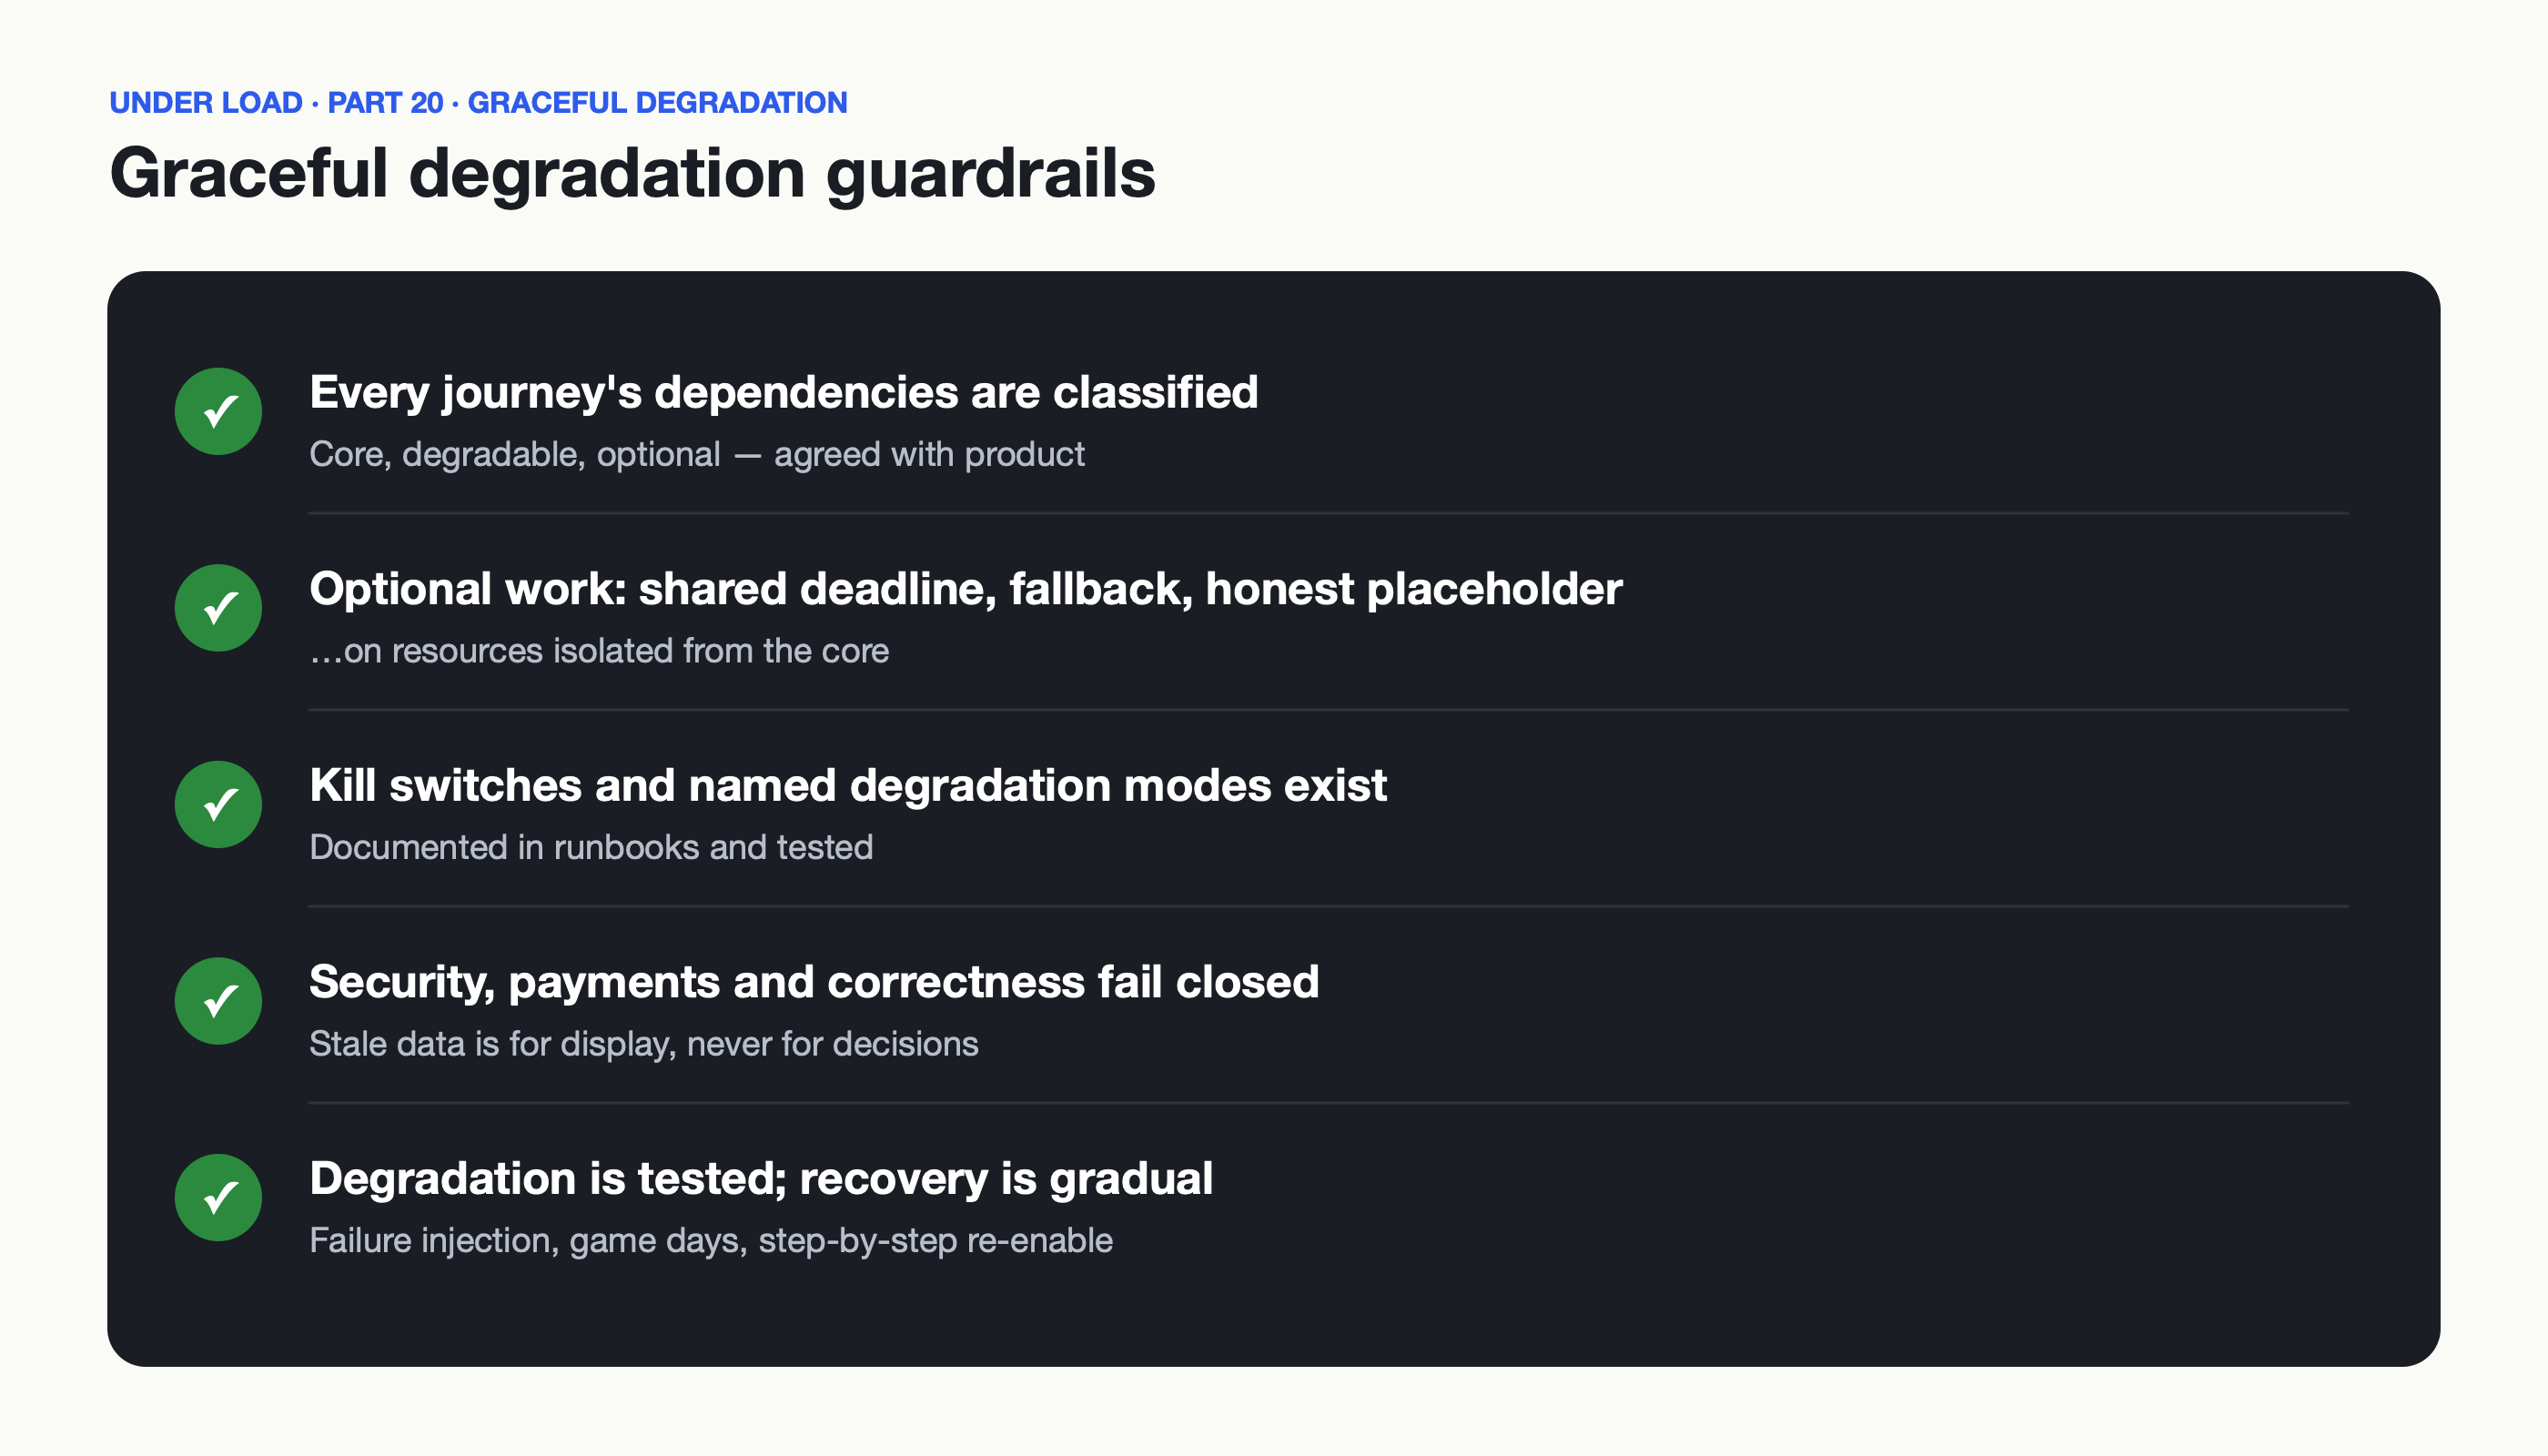 UNDER LOAD · PART 20 · GRACEFUL DEGRADATION
Graceful degradation guardrails
Every journey's dependencies are classified
Core, degradable, optional — agreed with product
Optional work: shared deadline, fallback, honest placeholder
…on resources isolated from the core
Kill switches and named degradation modes exist
Documented in runbooks and tested
Security, payments and correctness fail closed
Stale data is for display, never for decisions
Degradation is tested; recovery is gradual
Failure injection, game days, step-by-step re-enable